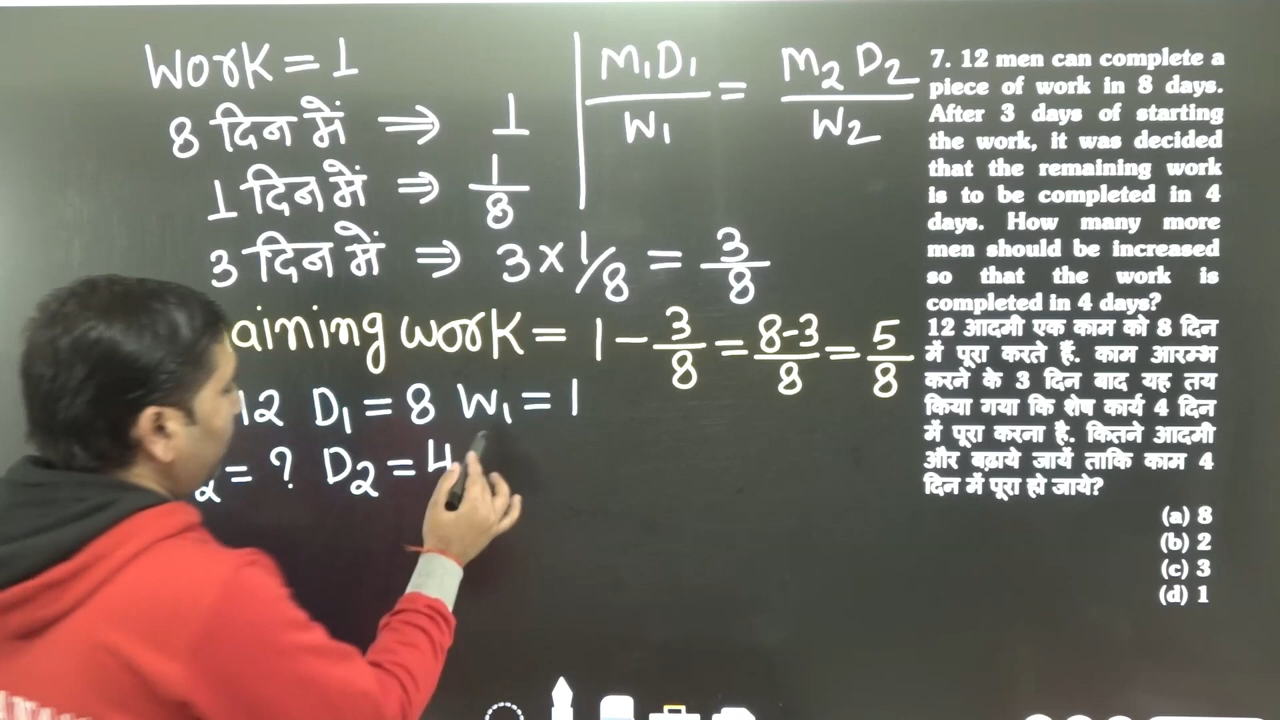 Work = 1
8 दिन में ⇒ 1
1 दिन में ⇒ 1/8
3 दिन में ⇒ 3 × 1/8 = 3/8
aining work = 1 - 3/8 = 8-3/8 = 5/8
12 D₁ = 8 W₁ = 1
₂ = ? D₂ = 4
M₁D₁/W₁ = M₂D₂/W₂
7. 12 men can complete a
piece of work in 8 days.
After 3 days of starting
the work, it was decided
that the remaining work
is to be completed in 4
days. How many more
men should be increased
so that the work is
completed in 4 days?
12 आदमी एक काम को 8 दिन
में पूरा करते हैं. काम आरम्भ
करने के 3 दिन बाद यह तय
किया गया कि शेष कार्य 4 दिन
में पूरा करना है. कितने आदमी
और बढ़ाये जायें ताकि काम 4
दिन में पूरा हो जाये?
(a) 8
(b) 2
(c) 3
(d) 1